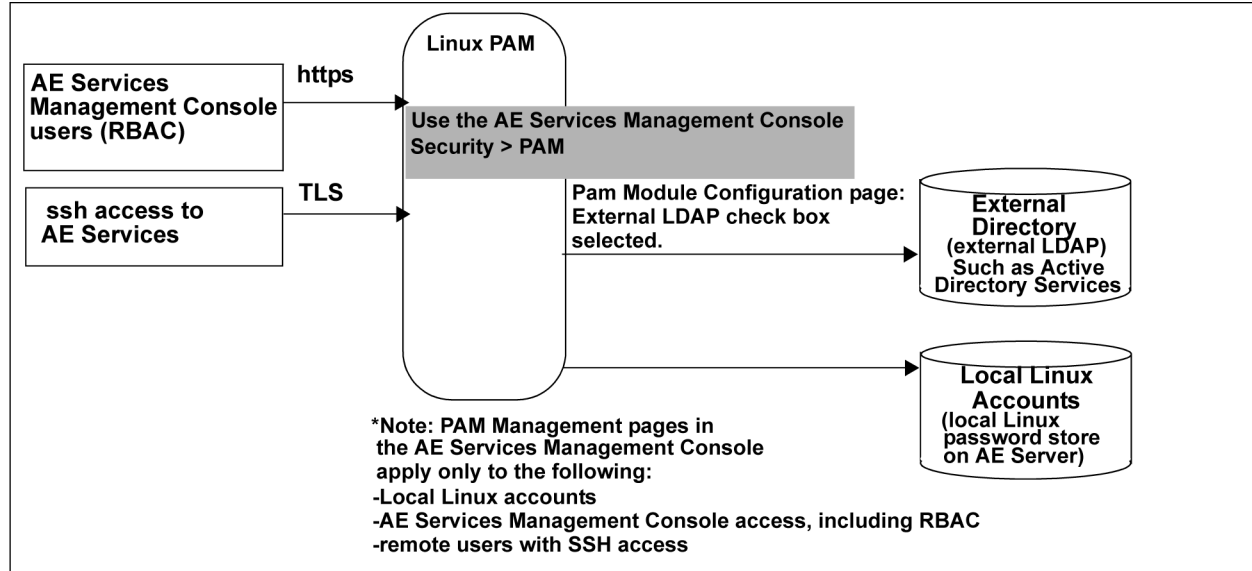 Linux PAM
AE Services
Management Console
users (RBAC)
https
Use the AE Services Management Console
Security > PAM
ssh access to
AE Services
TLS
Pam Module Configuration page:
External LDAP check box
selected.
External
Directory
(external LDAP)
Such as Active
Directory Services
Local Linux
Accounts
(local Linux
password store
on AE Server)
*Note: PAM Management pages in
the AE Services Management Console
apply only to the following:
-Local Linux accounts
-AE Services Management Console access, including RBAC
-remote users with SSH access